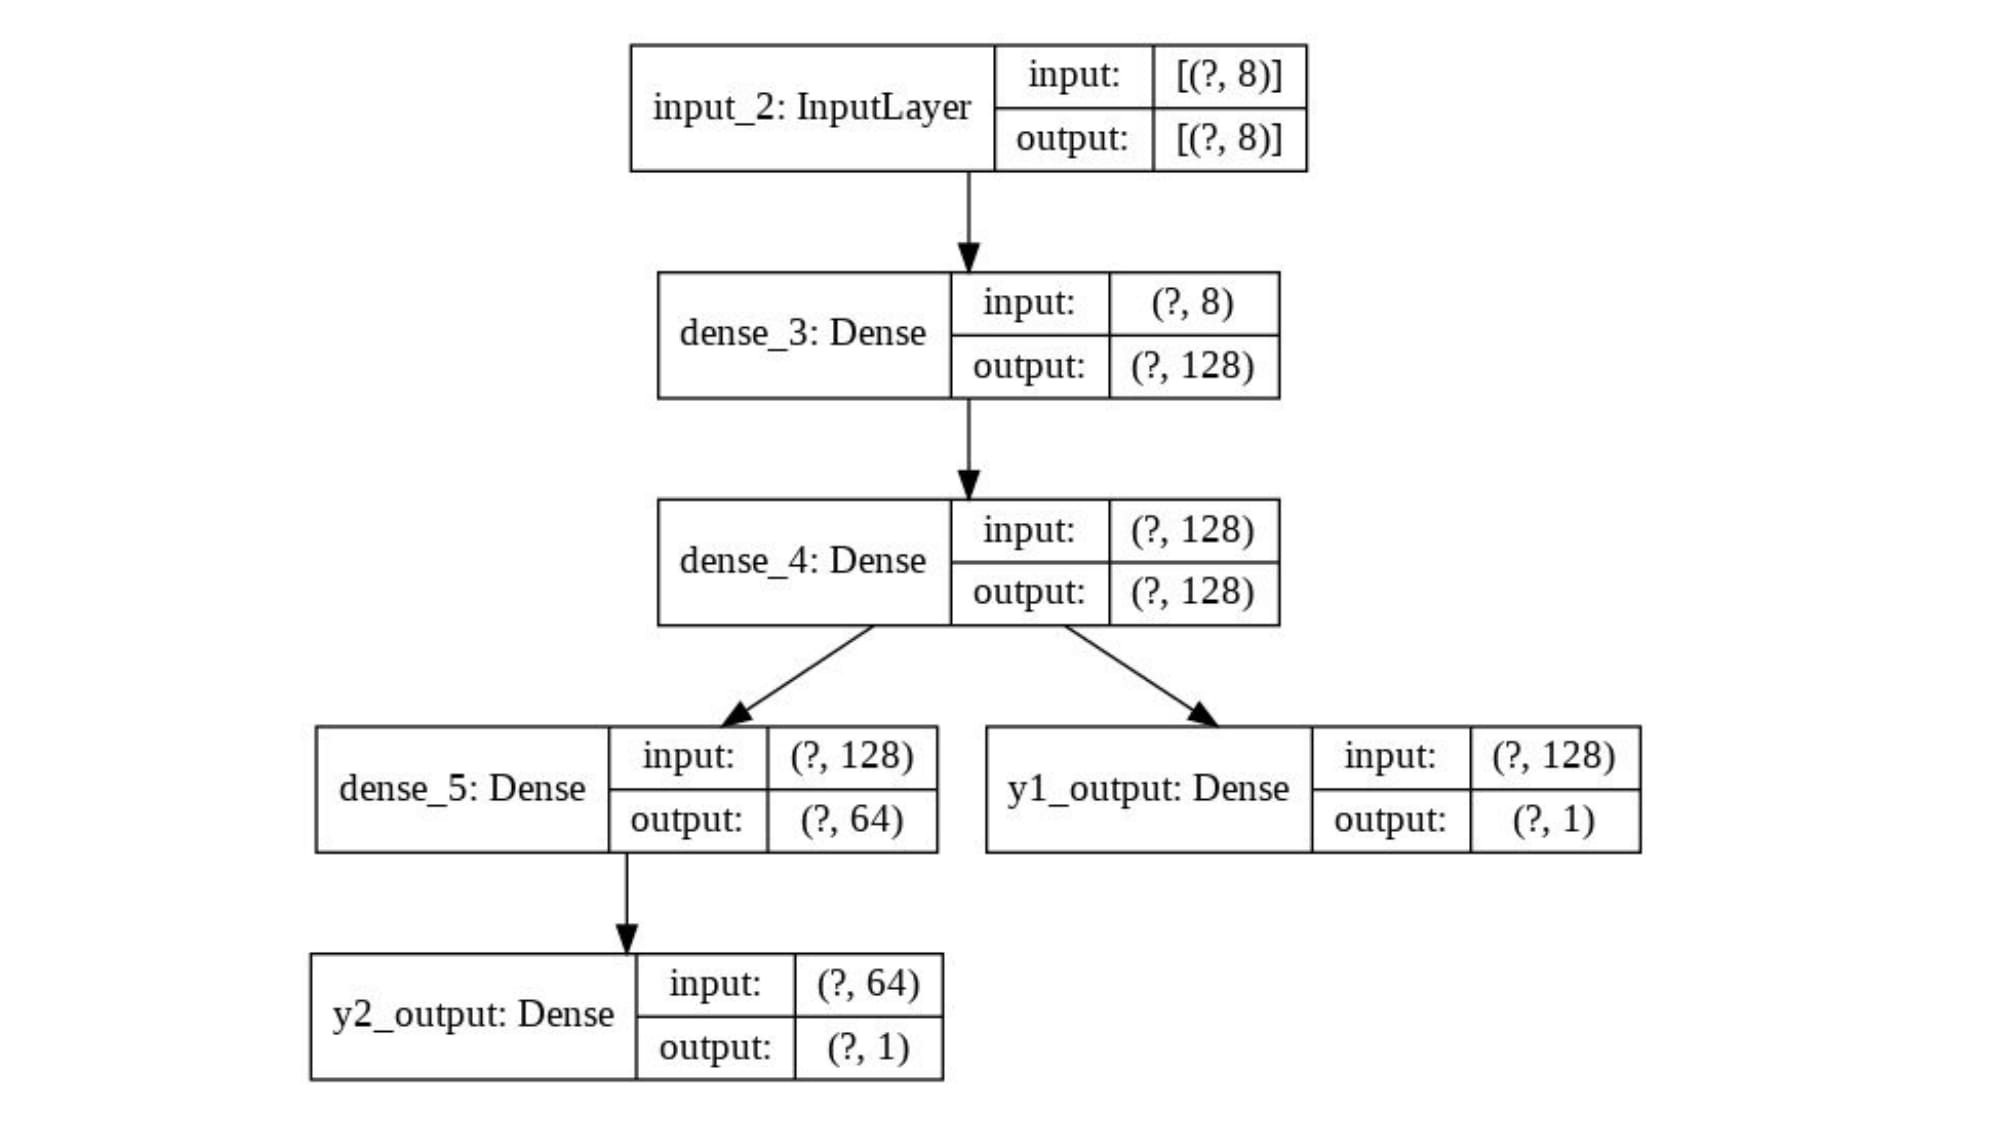 input_2: InputLayer
input: [(?, 8)]
output: [(?, 8)]
dense_3: Dense
input: (?, 8)
output: (?, 128)
dense_4: Dense
input: (?, 128)
output: (?, 128)
dense_5: Dense
input: (?, 128)
output: (?, 64)
y1_output: Dense
input: (?, 128)
output: (?, 1)
y2_output: Dense
input: (?, 64)
output: (?, 1)